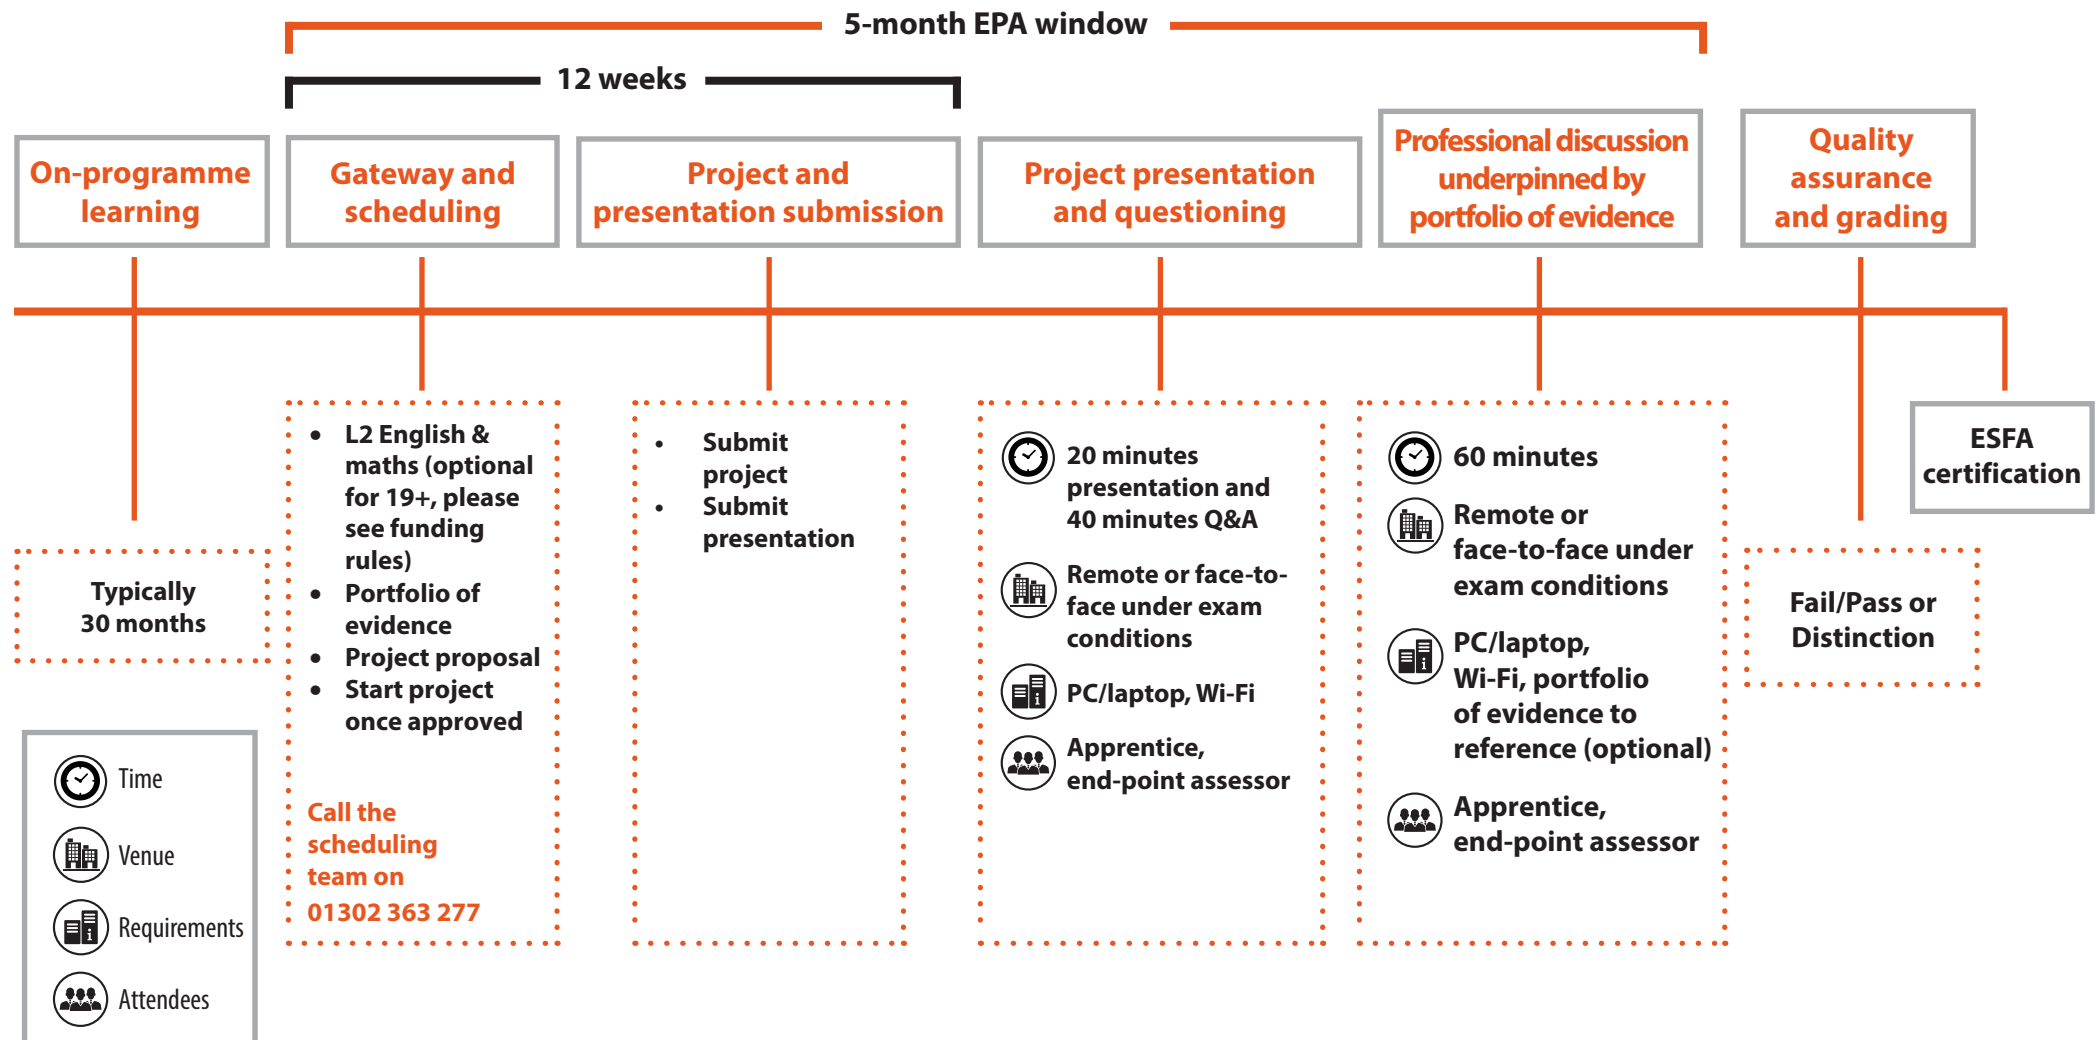 5-month EPA window
12 weeks
On-programme
learning
Gateway and
scheduling
Project and
presentation submission
Project presentation
and questioning
Professional discussion
underpinned by
portfolio of evidence
Quality
assurance
and grading
Typically
30 months
• L2 English &
maths (optional
for 19+, please
see funding
rules)
• Portfolio of
evidence
• Project proposal
• Start project
once approved
Call the
scheduling
team on
01302 363 277
• Submit
project
• Submit
presentation
20 minutes
presentation and
40 minutes Q&A
Remote or face-to-
face under exam
conditions
PC/laptop, Wi-Fi
Apprentice,
end-point assessor
60 minutes
Remote or
face-to-face under
exam conditions
PC/laptop,
Wi-Fi, portfolio
of evidence to
reference (optional)
Apprentice,
end-point assessor
Fail/Pass or
Distinction
ESFA
certification
Time
Venue
Requirements
Attendees